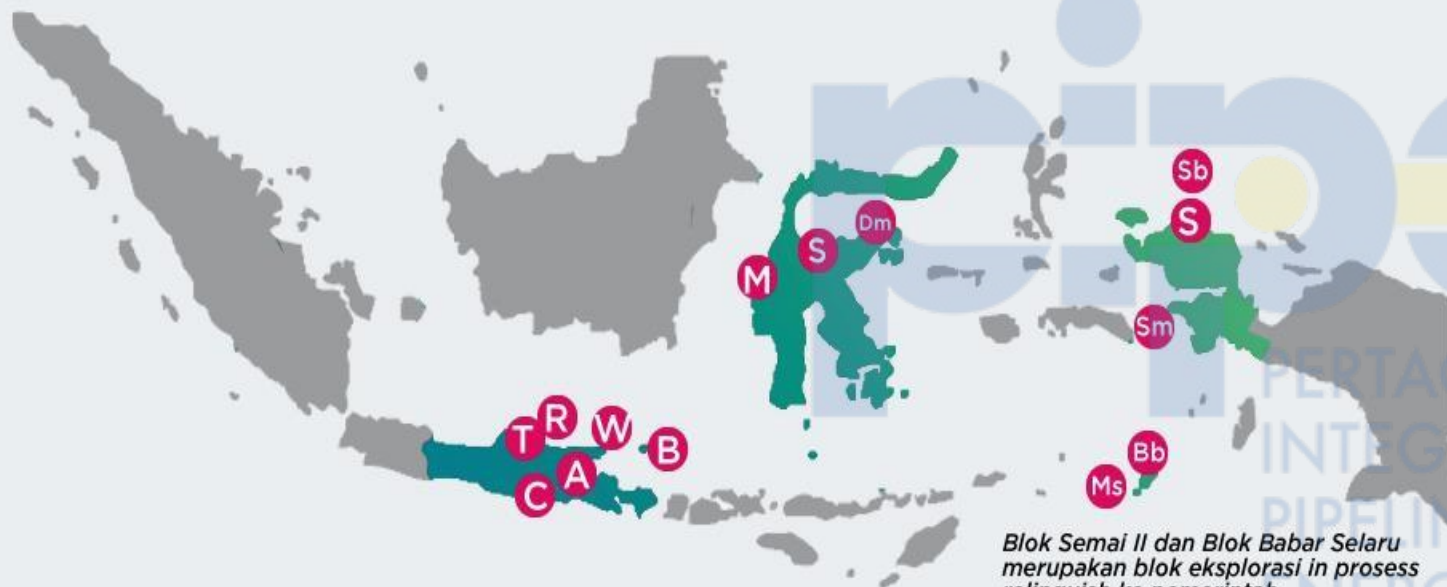 Sb
S
Dm
S
M
Sm
R
T
W
B
A
C
Bb
Ms
Blok Semai II dan Blok Babar Selaru
merupakan blok eksplorasi in prosess
PERTA
INTEG
PIPELIN